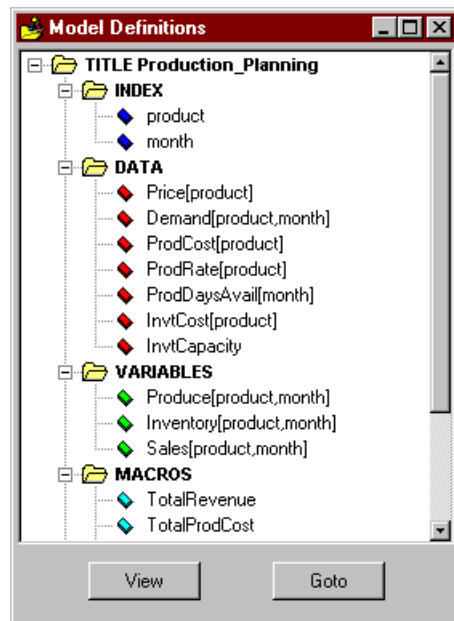 Model Definitions
TITLE Production_Planning
INDEX
product
month
DATA
Price[product]
Demand[product,month]
ProdCost[product]
ProdRate[product]
ProdDaysAvail[month]
InvtCost[product]
InvtCapacity
VARIABLES
Produce[product,month]
Inventory[product,month]
Sales[product,month]
MACROS
TotalRevenue
TotalProdCost
View Goto